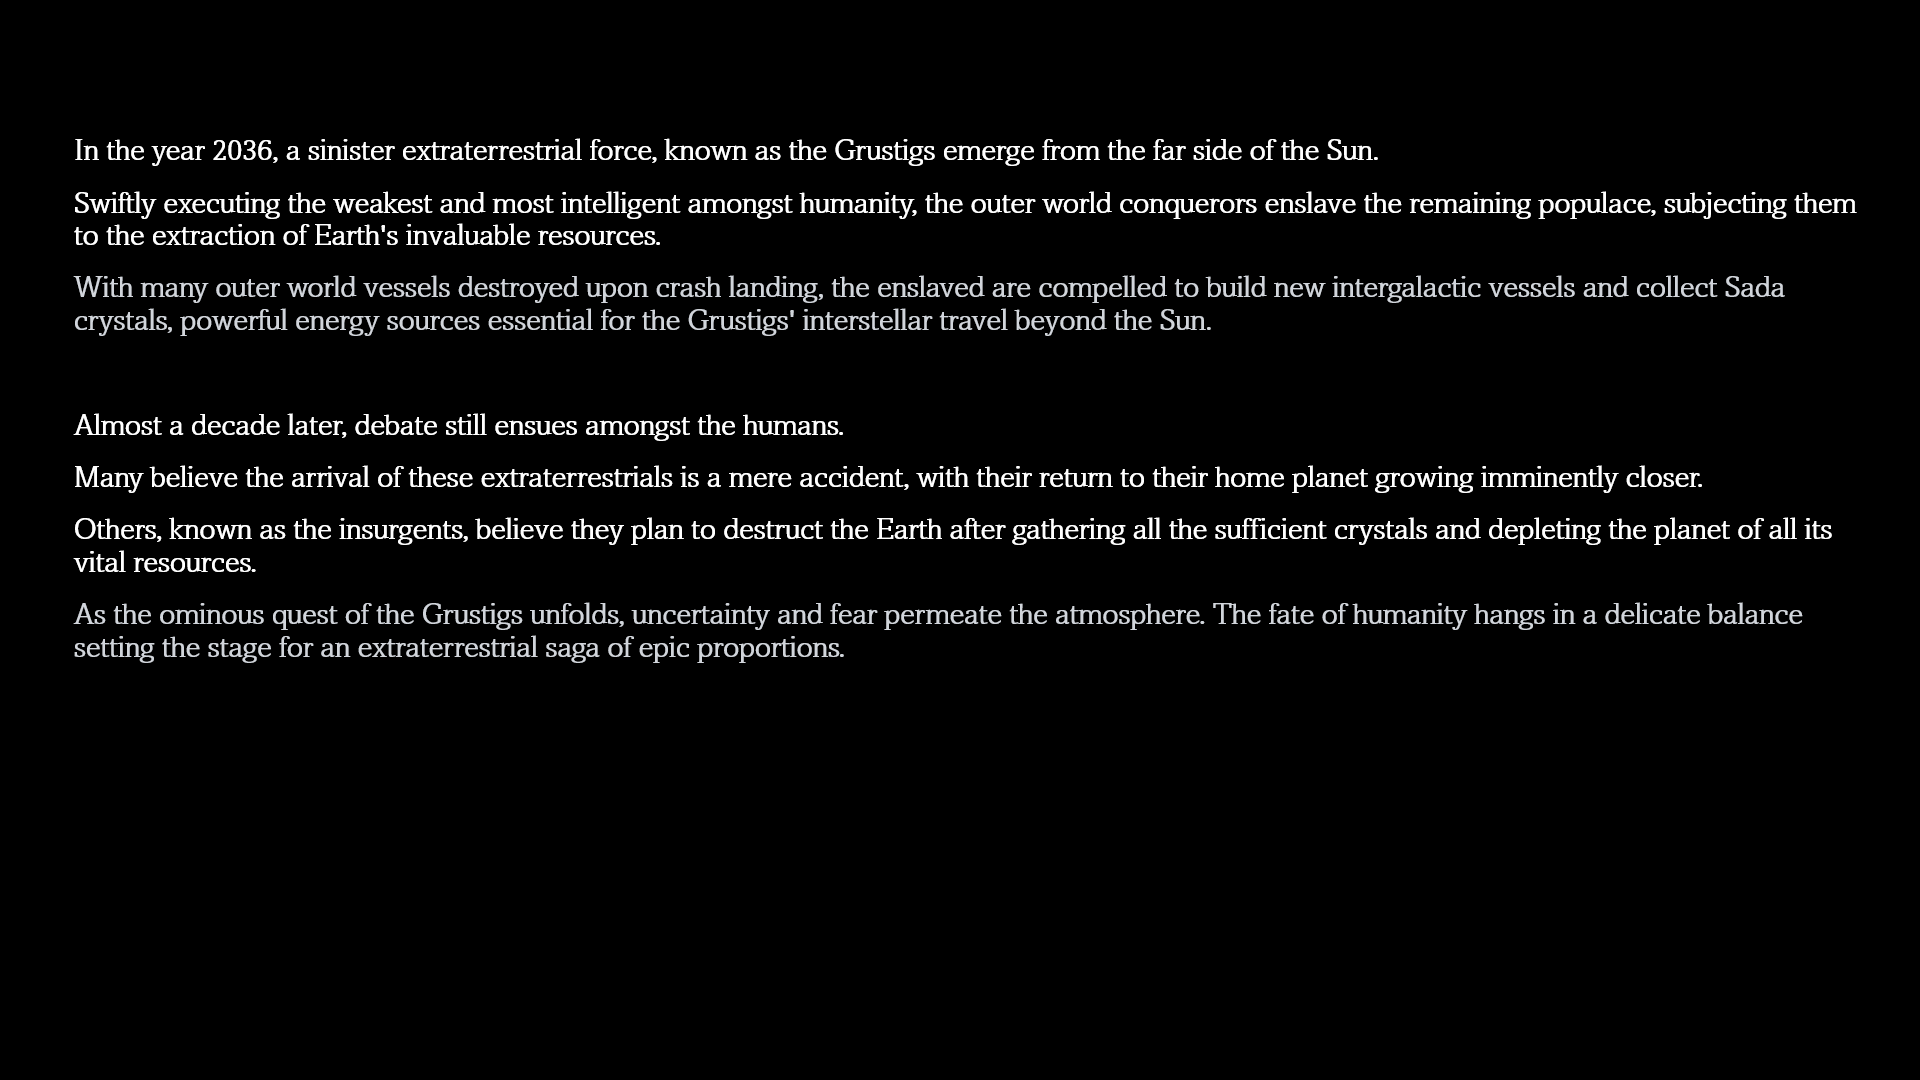 In the year 2036, a sinister extraterrestrial force, known as the Grustigs emerge from the far side of the Sun.
Swiftly executing the weakest and most intelligent amongst humanity, the outer world conquerors enslave the remaining populace, subjecting them
to the extraction of Earth's invaluable resources.
With many outer world vessels destroyed upon crash landing, the enslaved are compelled to build new intergalactic vessels and collect Sada
crystals, powerful energy sources essential for the Grustigs' interstellar travel beyond the Sun.
Almost a decade later, debate still ensues amongst the humans.
Many believe the arrival of these extraterrestrials is a mere accident, with their return to their home planet growing imminently closer.
Others, known as the insurgents, believe they plan to destruct the Earth after gathering all the sufficient crystals and depleting the planet of all its
vital resources.
As the ominous quest of the Grustigs unfolds, uncertainty and fear permeate the atmosphere. The fate of humanity hangs in a delicate balance
setting the stage for an extraterrestrial saga of epic proportions.